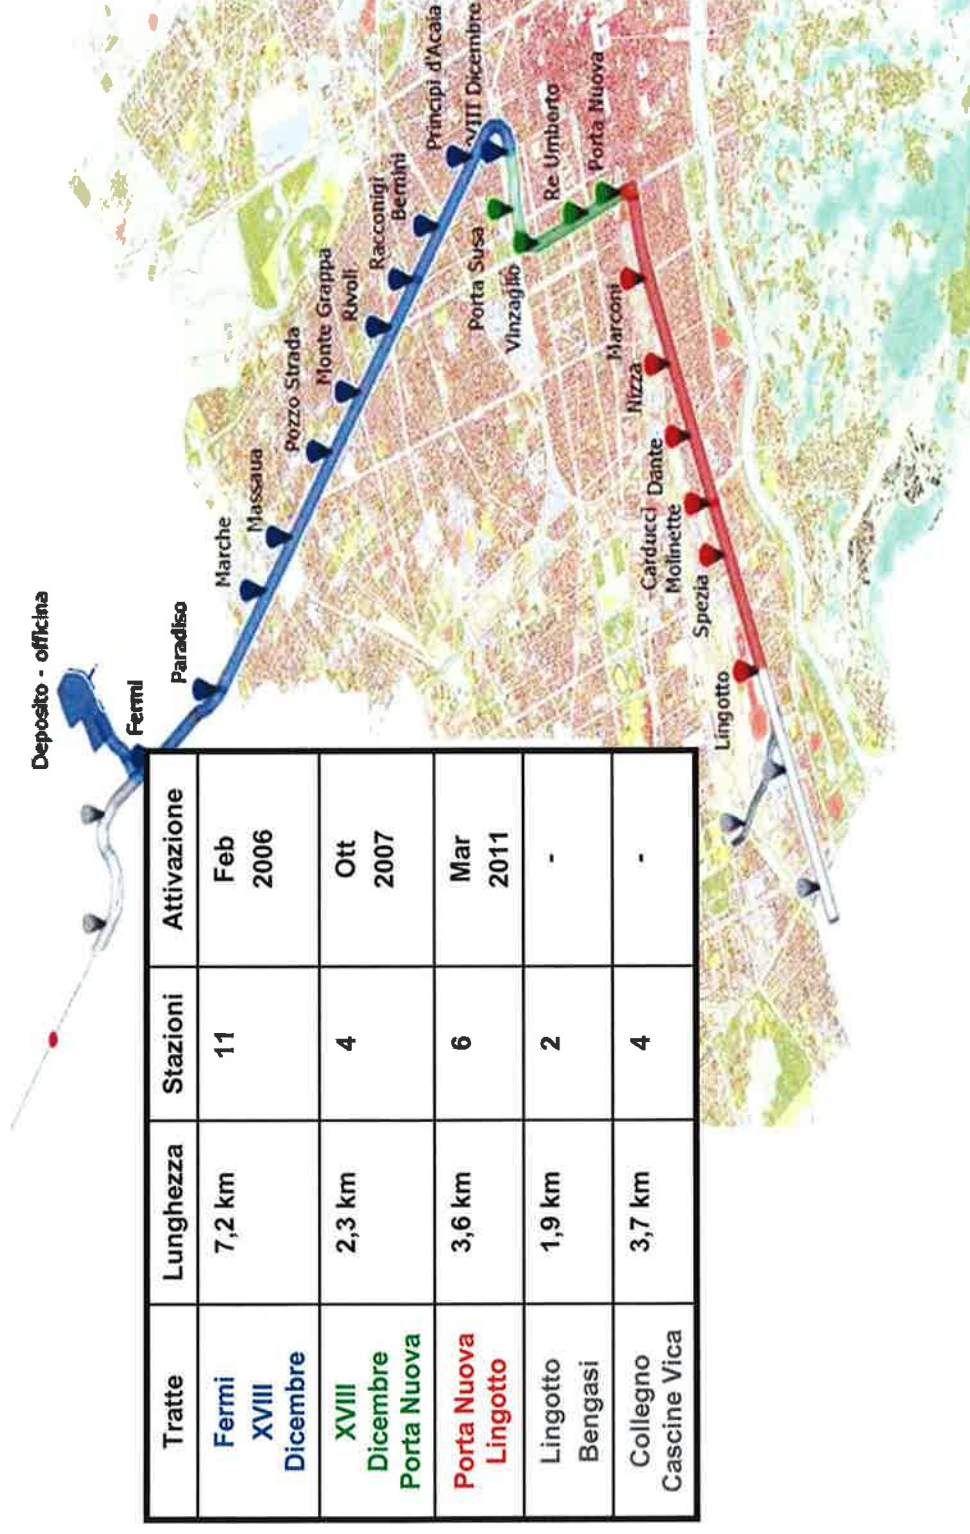 Tratte Lunghezza Stazioni Attivazione
Fermi 7,2 km 11 Feb
XVIII 2006
Dicembre
XVIII 2,3 km 4 Ott
Dicembre 2007
Porta Nuova
Porta Nuova 3,6 km 6 Mar
Lingotto 2011
Lingotto 1,9 km 2 -
Bengasi
Collegno 3,7 km 4 -
Cascine Vica
Deposito - officina
Fermi
Paradiso
Marche
Massaua
Pozzo Strada
Monte Grappa
Rivoli
Racconigi
Bernini
Principi d'Acaia
XVIII Dicembre
Porta Susa
Vinzaglio
Re Umberto
Porta Nuova
Marconi
Nizza
Dante
Carducci
Molinette
Spezia
Lingotto